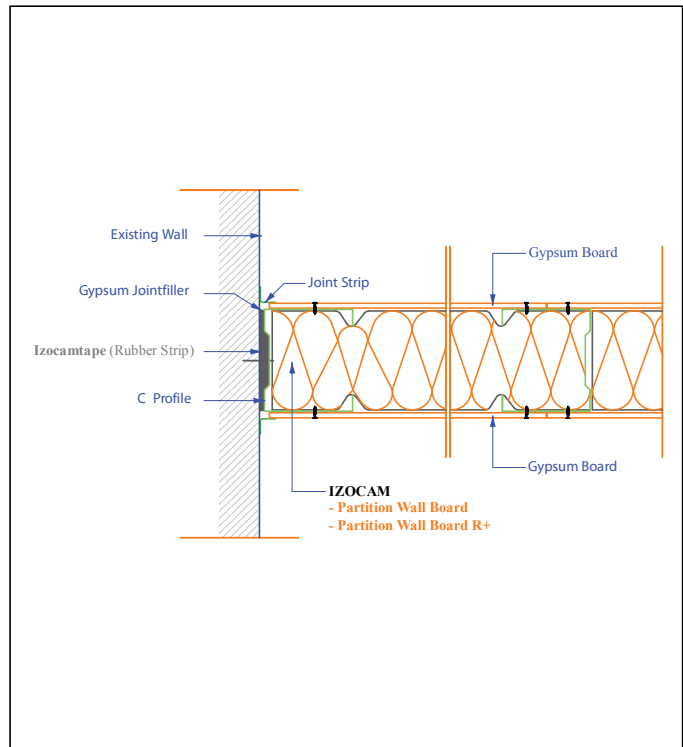 Existing Wall
Gypsum Board
Joint Strip
Gypsum Jointfiller
Izocamtape (Rubber Strip)
C Profile
Gypsum Board
IZOCAM
- Partition Wall Board
- Partition Wall Board R+